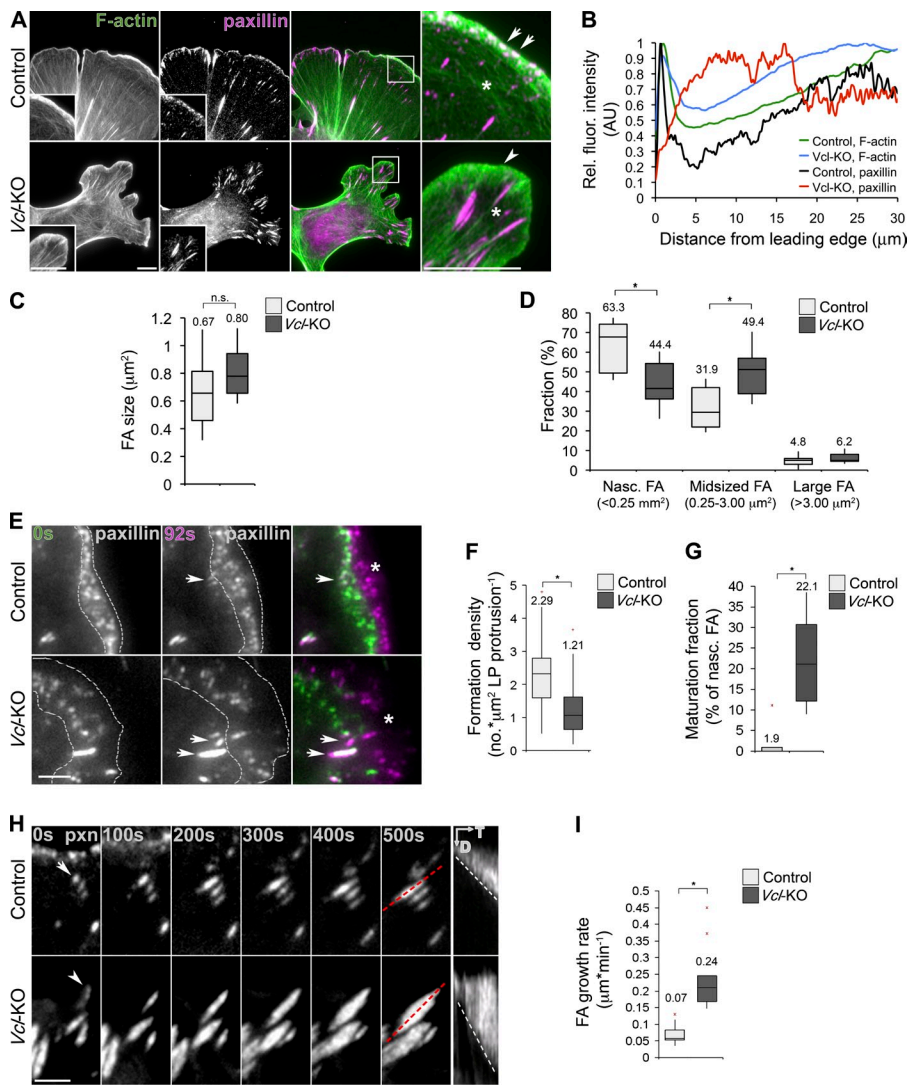 A
F-actin
paxillin
Control
Vcl-KO
B
Rel. fluor. intensity
(AU)
1
0.9
0.8
0.7
0.6
0.5
0.4
0.3
0.2
0.1
0
Control, F-actin
Vcl-KO, F-actin
Control, paxillin
Vcl-KO, paxillin
0 5 10 15 20 25 30
Distance from leading edge (μm)
C
n.s.
Control
Vcl-KO
FA size (μm²)
1.2
1
0.8
0.6
0.4
0.2
0
0.67
0.80
D
Control
Vcl-KO
Fraction (%)
80
70
60
50
40
30
20
10
0
63.3
*
44.4
31.9
*
49.4
4.8
6.2
Nasc. FA Midsized FA Large FA
(<0.25 mm²) (0.25-3.00 μm²) (>3.00 μm²)
E
0s paxillin
92s paxillin
Control
*
Vcl-KO
*
F
Control
Vcl-KO
Formation density
(no.*μm² LP protrusion⁻¹)
5
4
3
2
1
0
2.29
*
1.21
G
Control
Vcl-KO
Maturation fraction
(% of nasc. FA)
40
35
30
25
20
15
10
5
0
1.9
*
22.1
H
0s pxn 100s 200s 300s 400s 500s T
D
Control
Vcl-KO
I
Control
Vcl-KO
FA growth rate
(μm*min⁻¹)
0.5
0.45
0.4
0.35
0.3
0.25
0.2
0.15
0.1
0.05
0
0.07
*
0.24